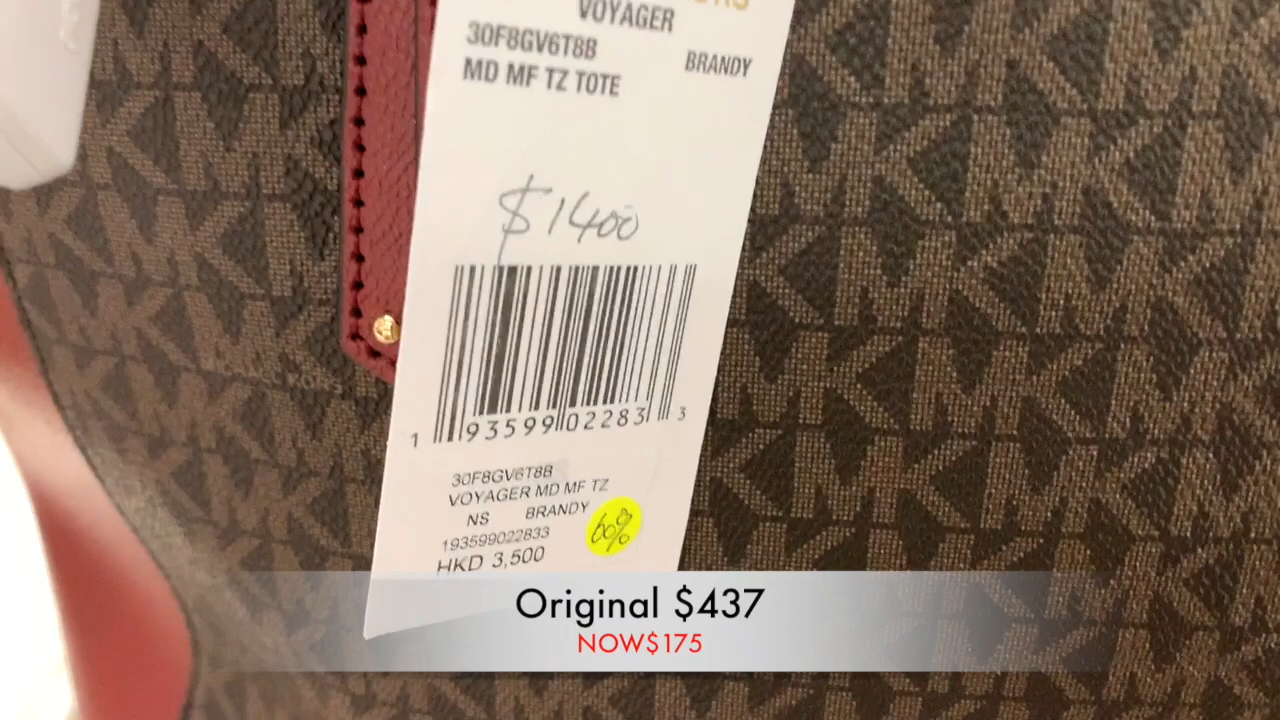 VOYAGER
30F8GV6T8B
BRANDY
MD MF TZ TOTE
$1400
1 93599 02283 3
30F8GV6T8B
VOYAGER MD MF TZ
NS BRANDY
193599022833
60%
HKD 3,500
Original $437
NOW$175